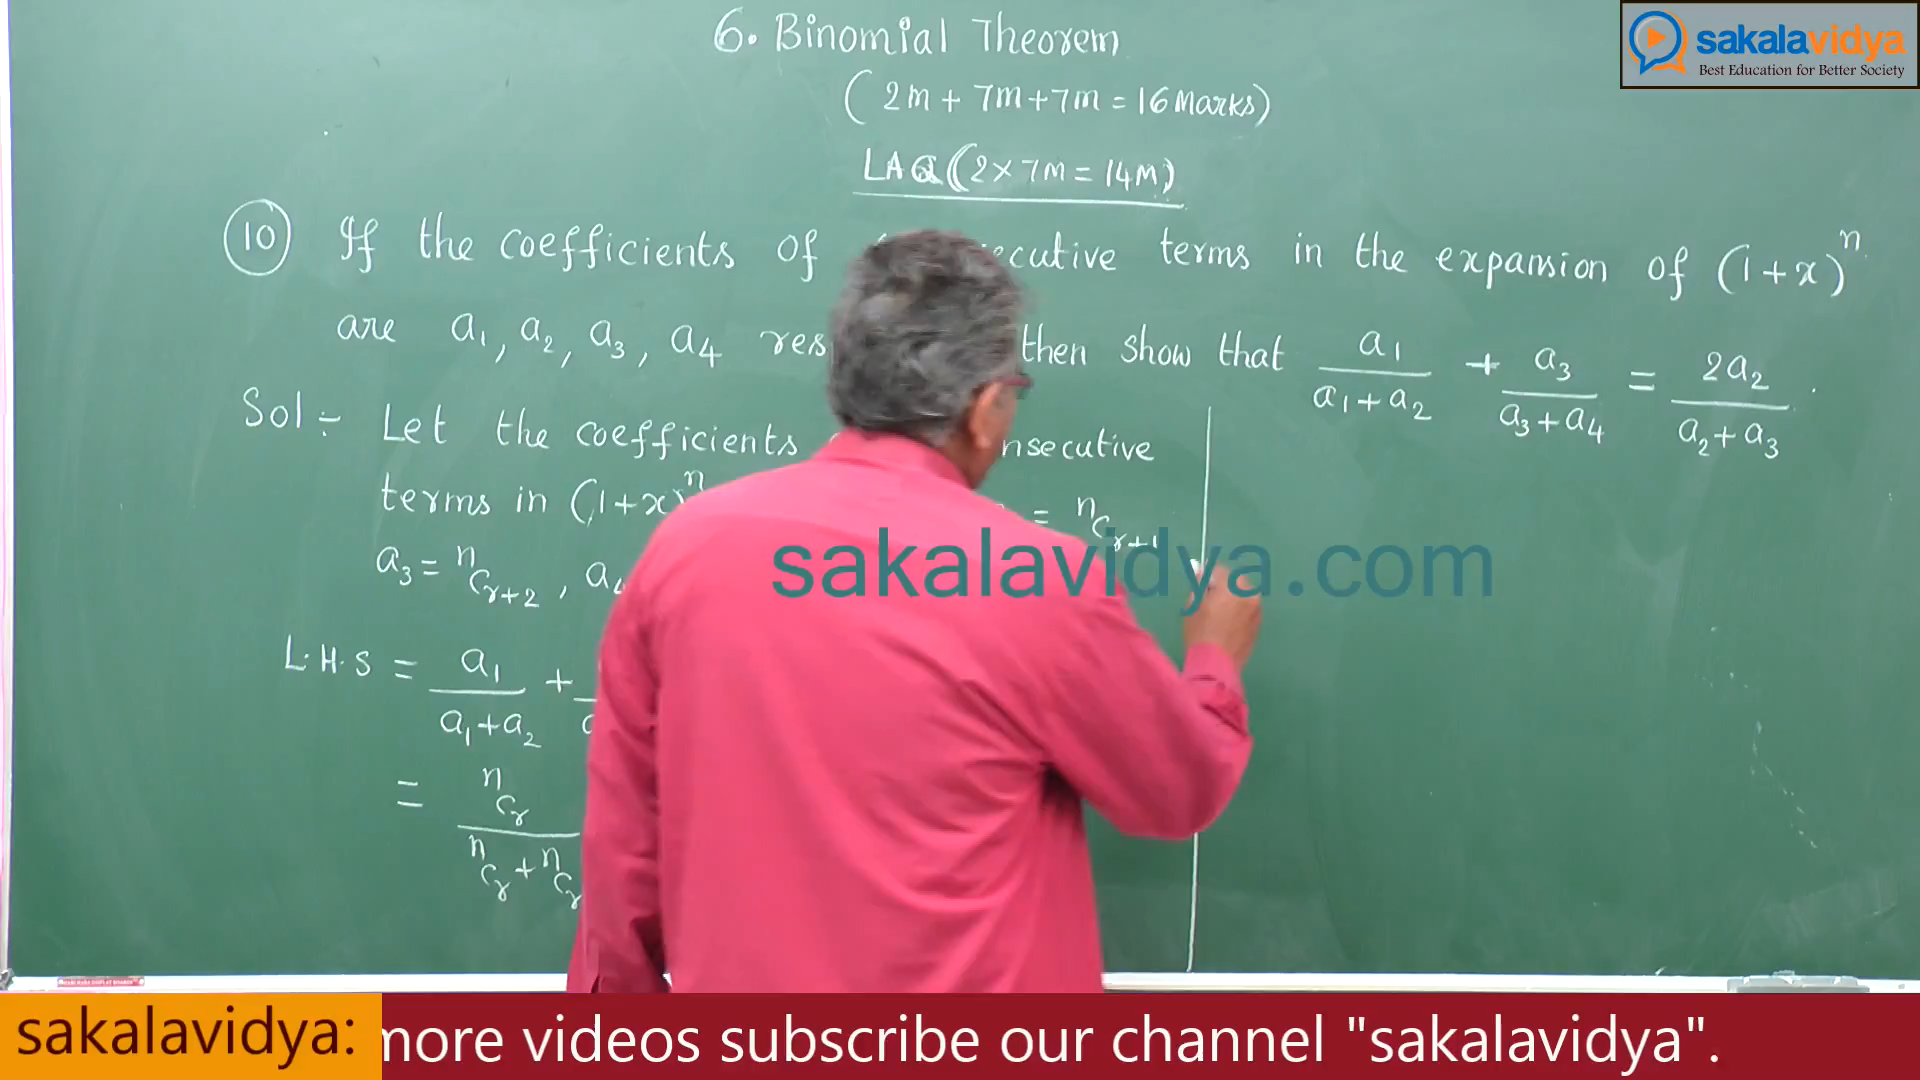 6. Binomial Theorem
sakalavidya
Best Education for Better Society
(2m + 7m + 7m = 16 Marks)
LAQ (2 × 7m = 14m)
(10) If the coefficients of terms in the expansion of (1+x)ⁿ
are a₁, a₂, a₃, a₄ then show that a₁/(a₁+a₂) + a₃/(a₃+a₄) = 2a₂/(a₂+a₃).
Sol:- Let the coefficients
terms in (1+x)ⁿ = ⁿCᵣ₊₁
a₃ = ⁿCᵣ₊₂,
L.H.S = a₁/(a₁+a₂) +
= ⁿCᵣ/(ⁿCᵣ+ⁿCᵣ
sakalavidya.com
sakalavidya: more videos subscribe our channel "sakalavidya".